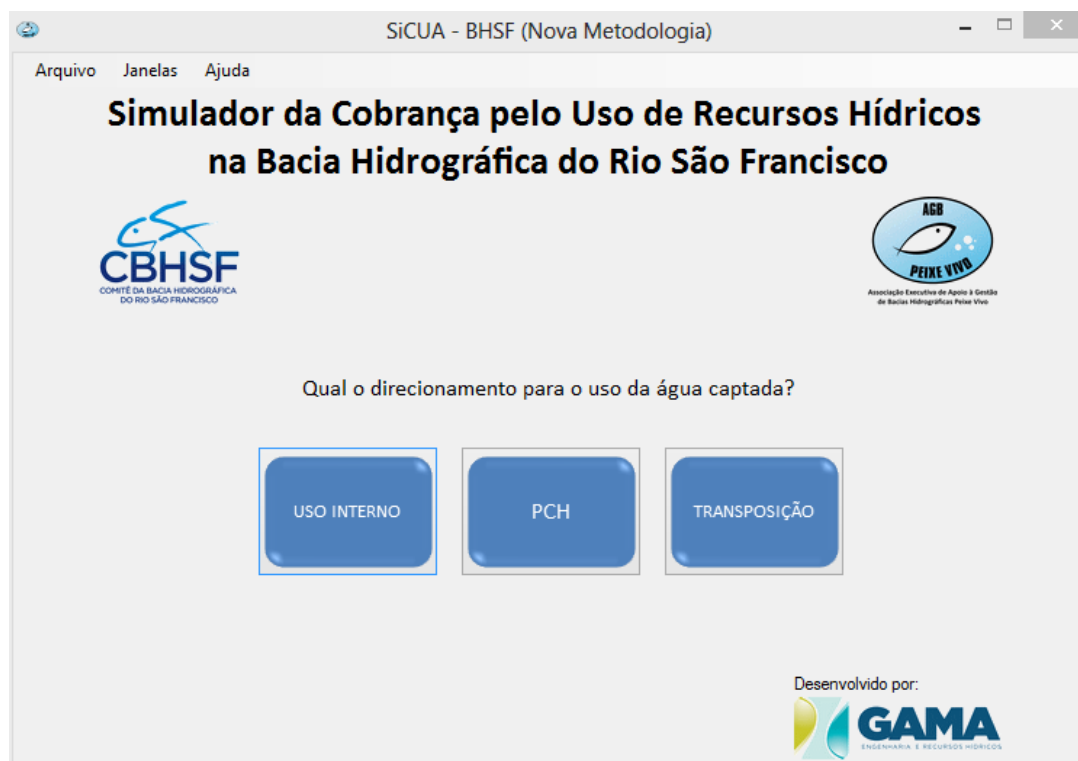 SiCUA - BHSF (Nova Metodologia)
Arquivo Janelas Ajuda
Simulador da Cobrança pelo Uso de Recursos Hídricos
na Bacia Hidrográfica do Rio São Francisco
CBHSF
COMITÊ DA BACIA HIDROGRÁFICA
DO RIO SÃO FRANCISCO
AGB
PEIXE VIVO
Associação Executiva de Apoio à Gestão
de Bacias Hidrográficas Peixe Vivo
Qual o direcionamento para o uso da água captada?
USO INTERNO
PCH
TRANSPOSIÇÃO
Desenvolvido por:
GAMA
ENGENHARIA E RECURSOS HÍDRICOS